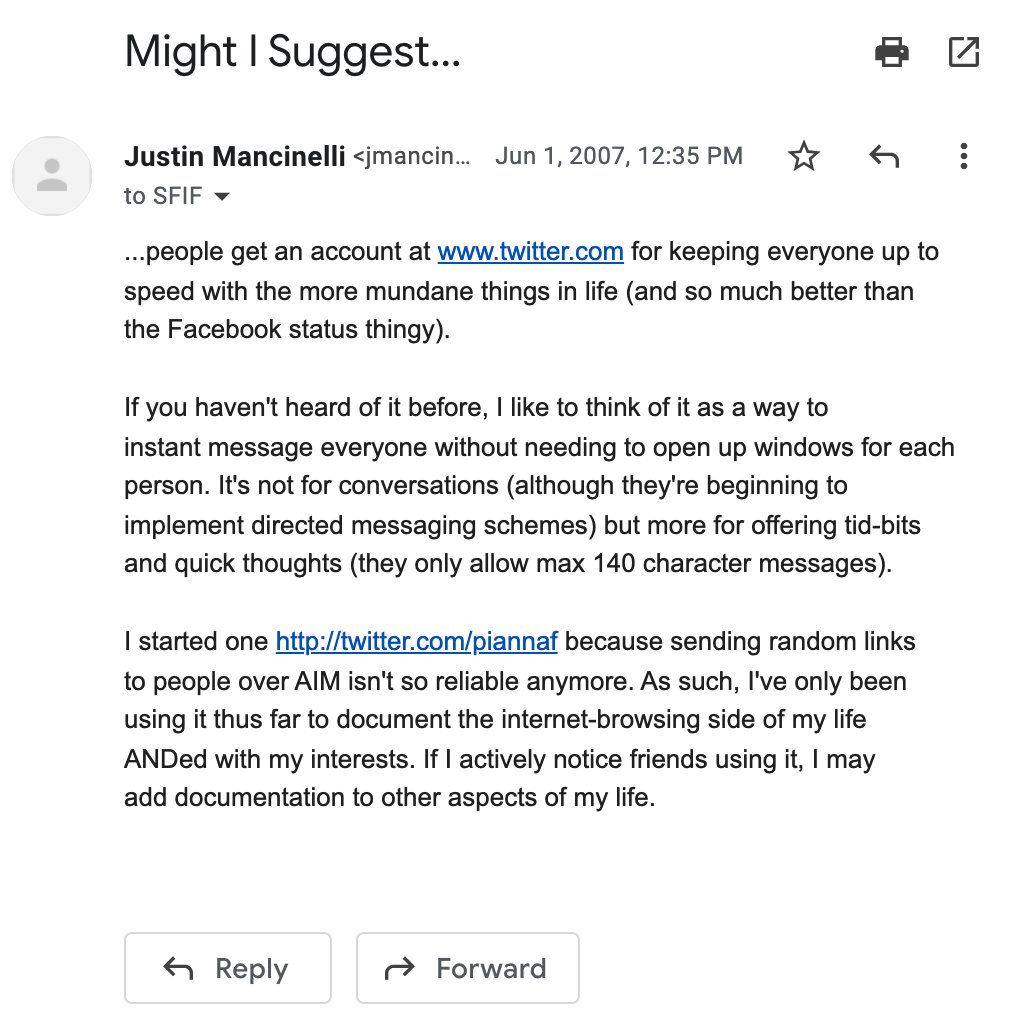 Might I Suggest...
Justin Mancinelli <jmancin... Jun 1, 2007, 12:35 PM
to SFIF
...people get an account at www.twitter.com for keeping everyone up to
speed with the more mundane things in life (and so much better than
the Facebook status thingy).
If you haven't heard of it before, I like to think of it as a way to
instant message everyone without needing to open up windows for each
person. It's not for conversations (although they're beginning to
implement directed messaging schemes) but more for offering tid-bits
and quick thoughts (they only allow max 140 character messages).
I started one http://twitter.com/piannaf because sending random links
to people over AIM isn't so reliable anymore. As such, I've only been
using it thus far to document the internet-browsing side of my life
ANDed with my interests. If I actively notice friends using it, I may
add documentation to other aspects of my life.
Reply Forward